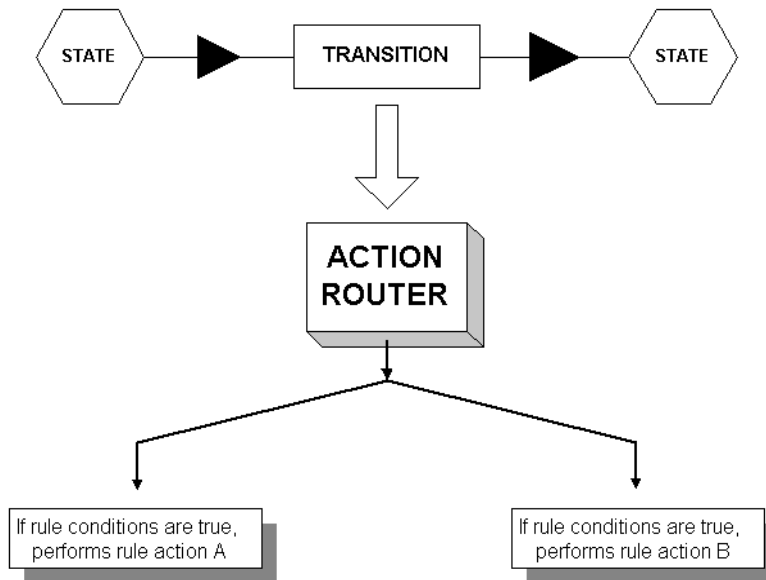 STATE
TRANSITION
STATE
ACTION
ROUTER
If rule conditions are true,
performs rule action A
If rule conditions are true,
performs rule action B